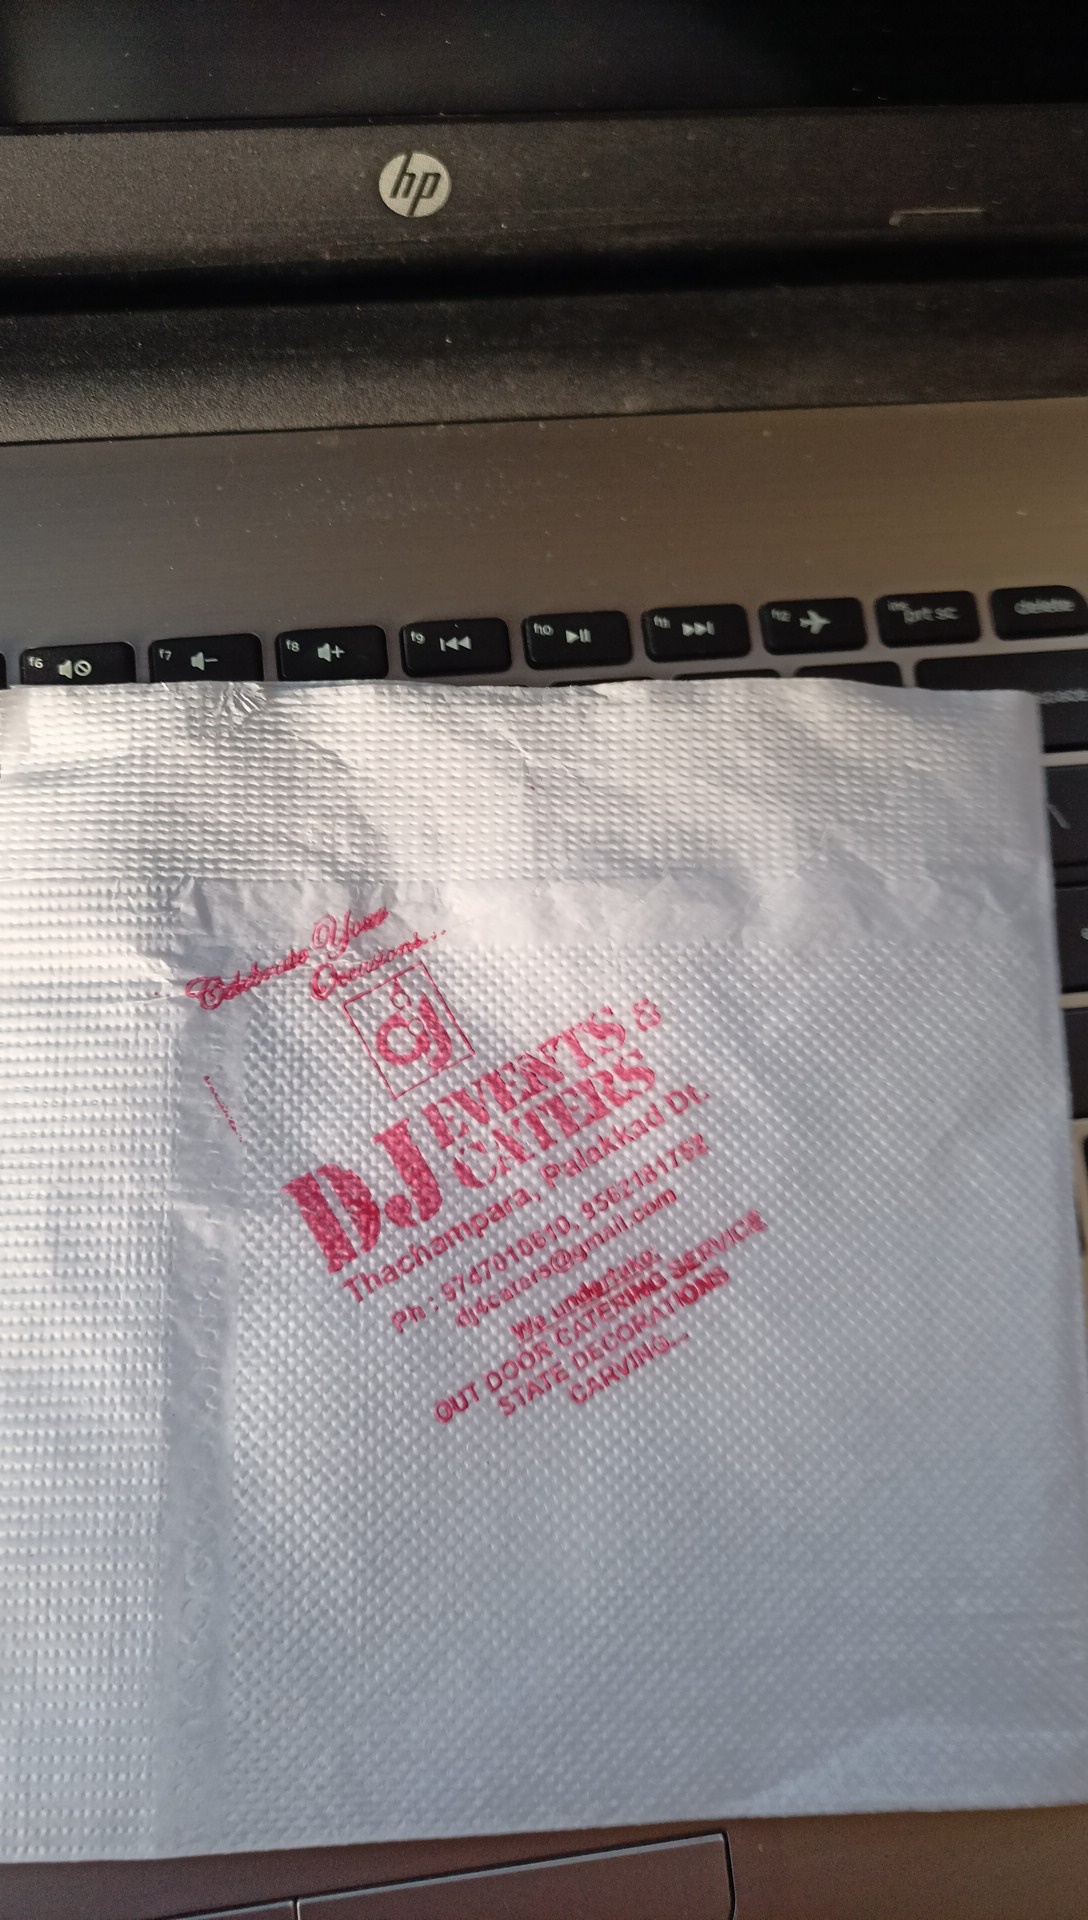 hp
f6
f7
f8
f9
f10
f11
f12
prt sc
delete
Celebrate Your
Occasions...
dj
DJ EVENTS &
CATERS
Thachampara, Palakkad Dt.
Ph : 9747010610, 9562181752
dj4caters@gmail.com
We undertake:
OUT DOOR CATERING SERVICE
STATE DECORATIONS
CARVING...